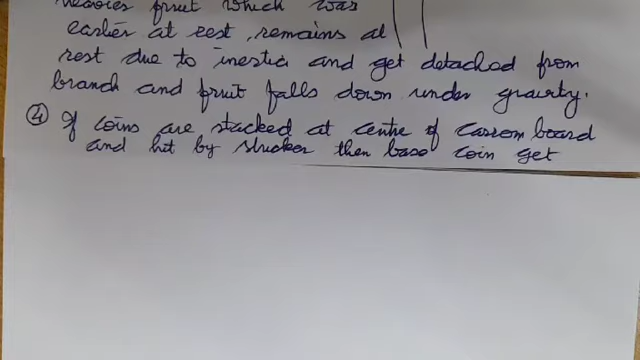 heavier fruit which was
earlier at rest, remains at
rest due to inertia and get detached from
branch and fruit falls down under gravity.
④ If coins are stacked at centre of carrom board
and hit by striker then base coin get